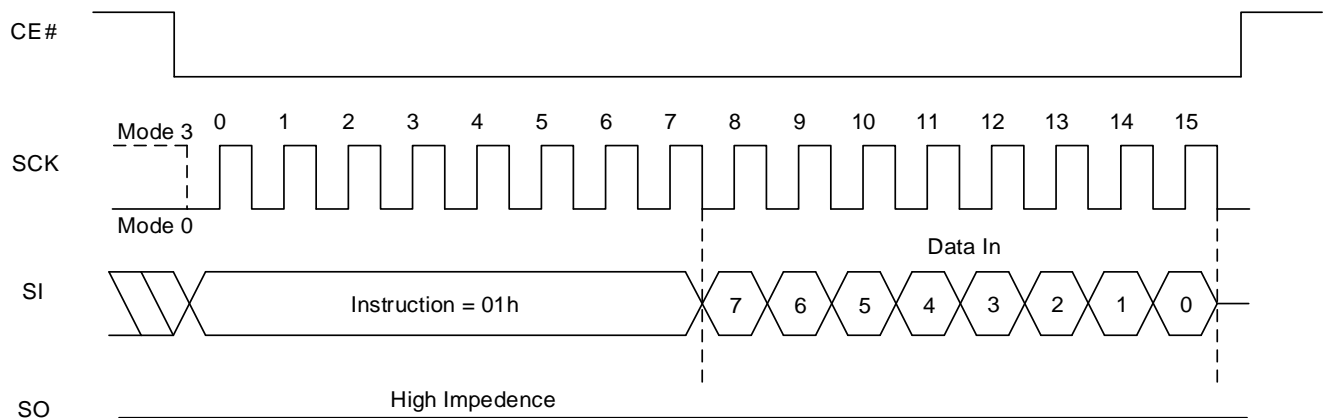 CE#
Mode 3
0 1 2 3 4 5 6 7 8 9 10 11 12 13 14 15
SCK
Mode 0
Data In
SI
Instruction = 01h
7 6 5 4 3 2 1 0
High Impedence
SO